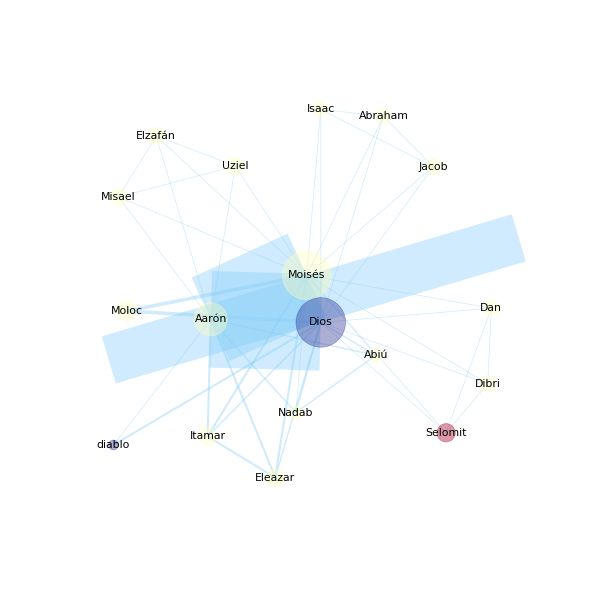 Isaac
Abraham
Elzafán
Uziel
Jacob
Misael
Moisés
Dan
Moloc
Aarón
Dios
Abiú
Dibri
Nadab
Itamar
Selomit
diablo
Eleazar